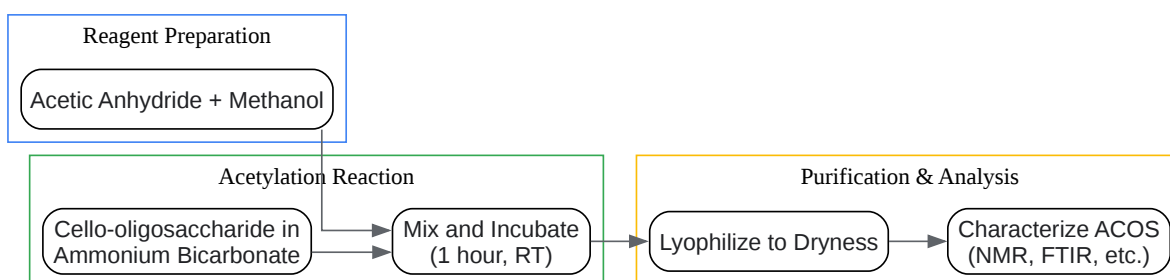 Reagent Preparation
Acetic Anhydride + Methanol
Acetylation Reaction
Cello-oligosaccharide in
Ammonium Bicarbonate
Mix and Incubate
(1 hour, RT)
Purification & Analysis
Lyophilize to Dryness
Characterize ACOS
(NMR, FTIR, etc.)